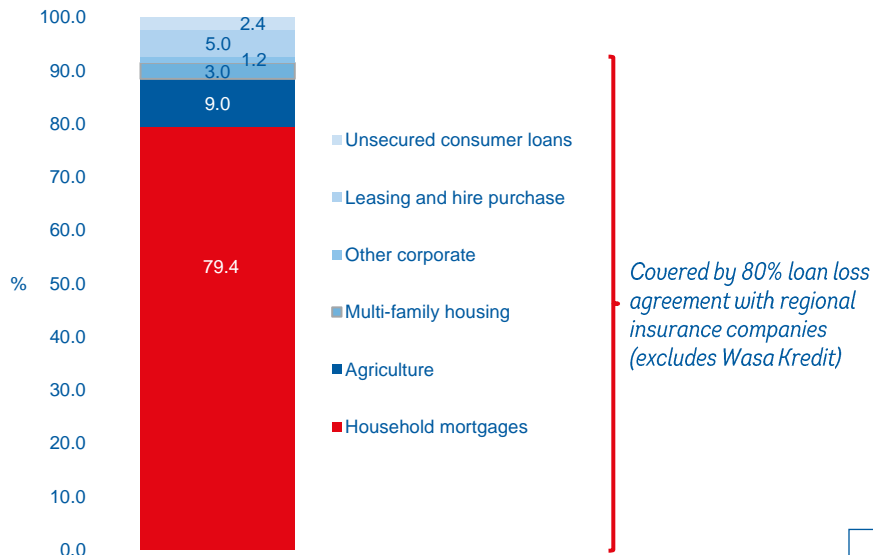 100.0
90.0
80.0
70.0
60.0
50.0
40.0
30.0
20.0
10.0
0.0
%
2.4
5.0
1.2
3.0
9.0
79.4
Unsecured consumer loans
Leasing and hire purchase
Other corporate
Multi-family housing
Agriculture
Household mortgages
Covered by 80% loan loss
agreement with regional
insurance companies
(excludes Wasa Kredit)